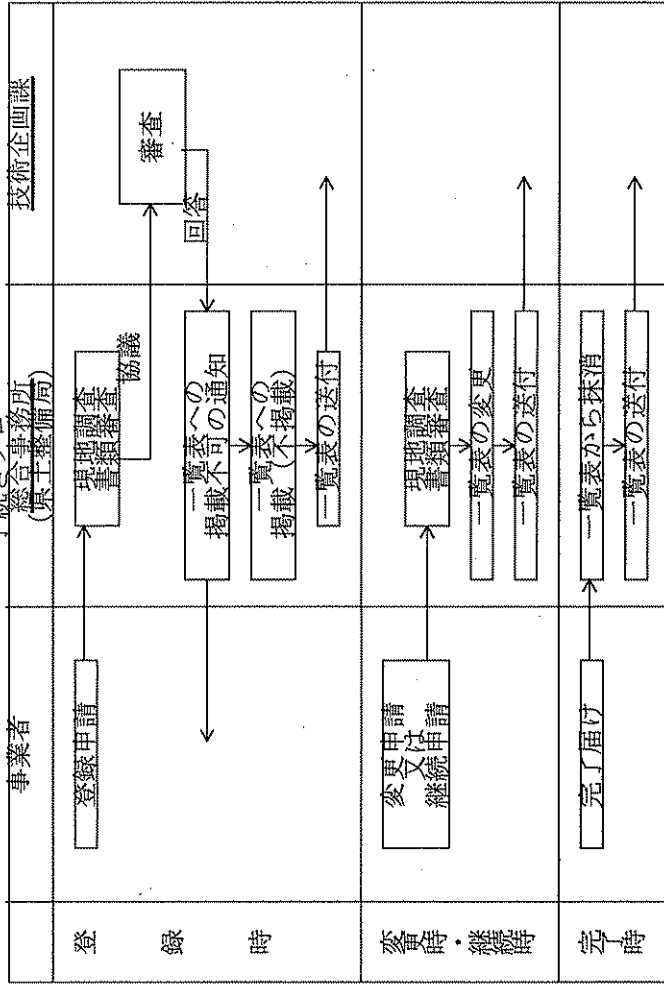 手続きフロー
事業者
総合事務所
(県土整備局)
技術企画課
登録時
登録申請
現地調査
書類審査
協議
審査
回答
一覧表への
掲載不可の通知
一覧表への
掲載(不掲載)
一覧表の送付
変更時・継続時
変更申請
又は
継続申請
現地調査
書類審査
一覧表の変更
一覧表の送付
完了時
完了届け
一覧表から抹消
一覧表の送付